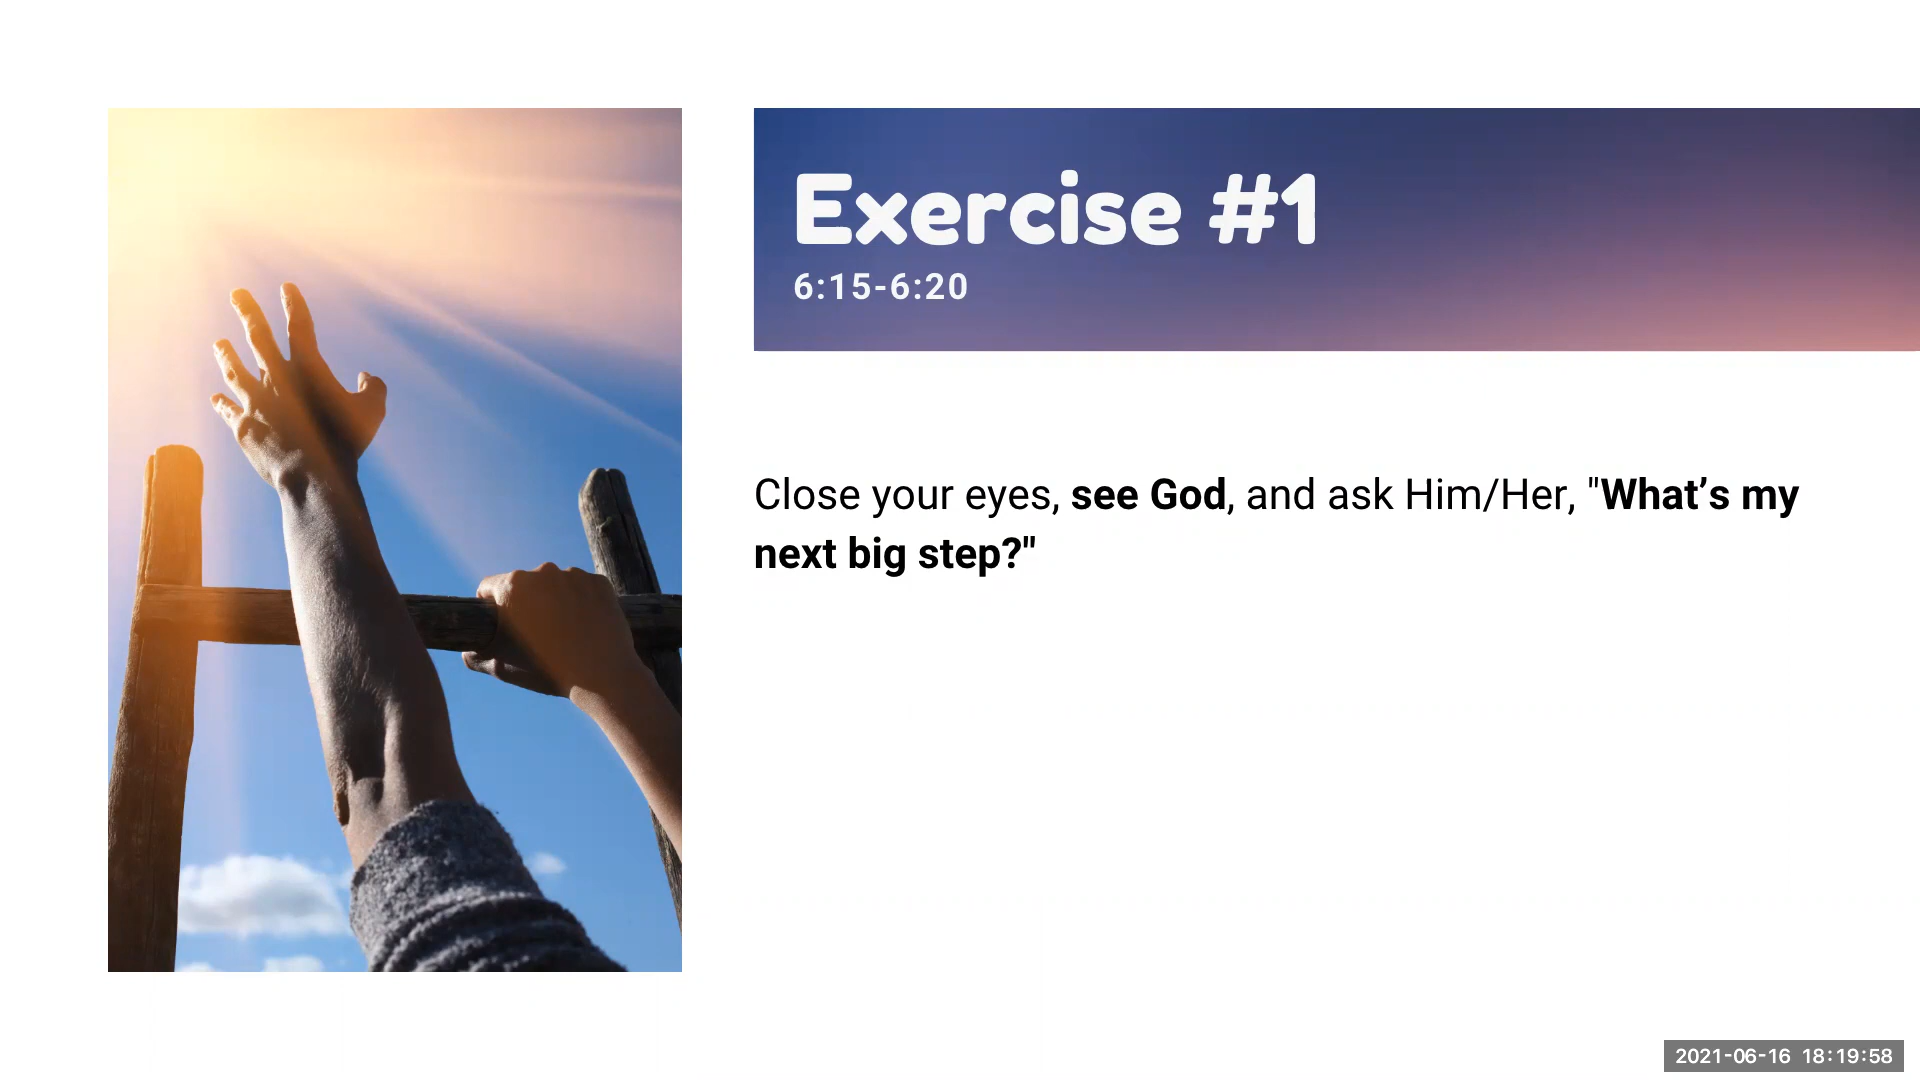 Exercise #1
6:15-6:20
Close your eyes, see God, and ask Him/Her, "What’s my
next big step?"
2021-06-16 18:19:58